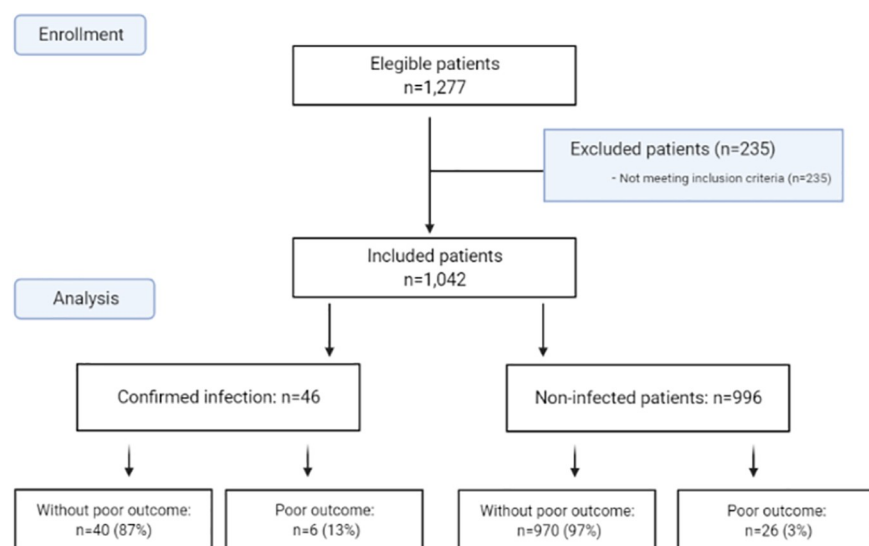 Enrollment
Elegible patients
n=1,277
Excluded patients (n=235)
- Not meeting inclusion criteria (n=235)
Included patients
n=1,042
Analysis
Confirmed infection: n=46
Non-infected patients: n=996
Without poor outcome:
n=40 (87%)
Poor outcome:
n=6 (13%)
Without poor outcome:
n=970 (97%)
Poor outcome:
n=26 (3%)